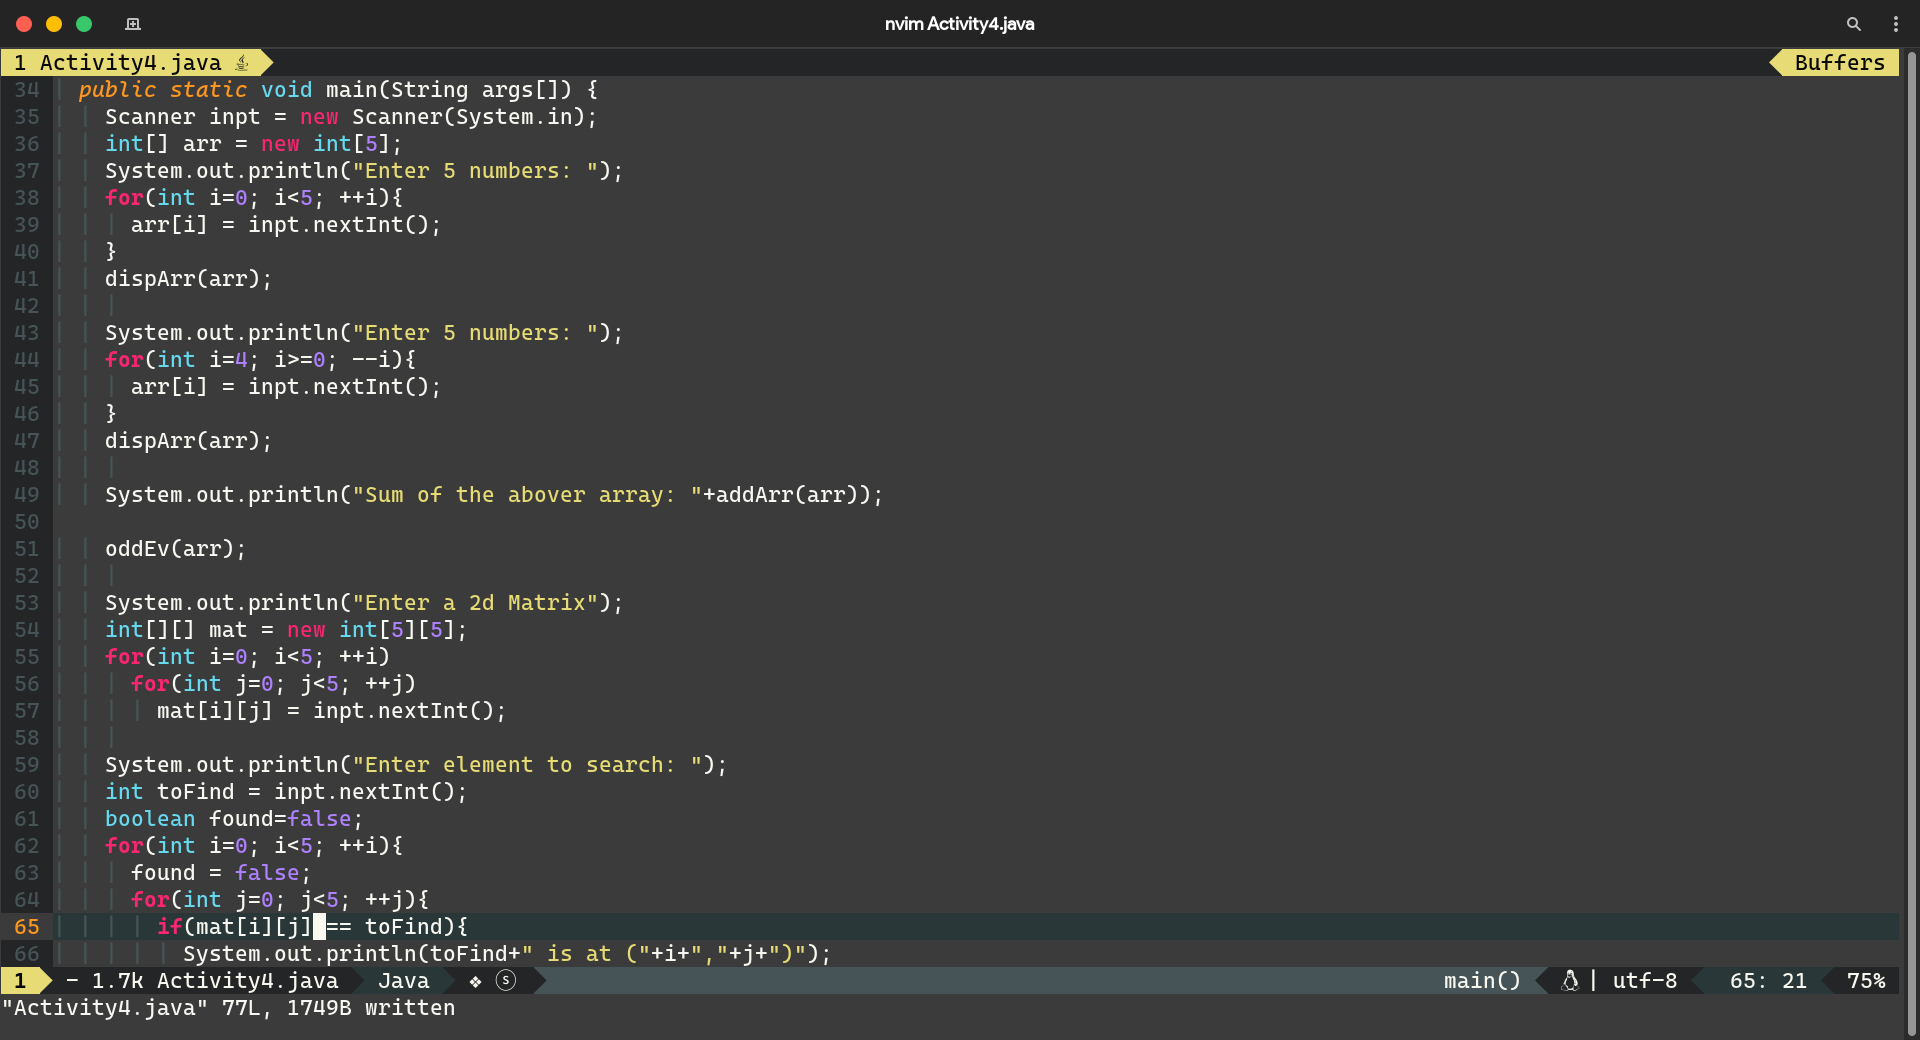 nvim Activity4.java
1 Activity4.java Buffers
34 public static void main(String args[]) {
35 Scanner inpt = new Scanner(System.in);
36 int[] arr = new int[5];
37 System.out.println("Enter 5 numbers: ");
38 for(int i=0; i<5; ++i){
39 arr[i] = inpt.nextInt();
40 }
41 dispArr(arr);
42
43 System.out.println("Enter 5 numbers: ");
44 for(int i=4; i>=0; --i){
45 arr[i] = inpt.nextInt();
46 }
47 dispArr(arr);
48
49 System.out.println("Sum of the abover array: "+addArr(arr));
50
51 oddEv(arr);
52
53 System.out.println("Enter a 2d Matrix");
54 int[][] mat = new int[5][5];
55 for(int i=0; i<5; ++i)
56 for(int j=0; j<5; ++j)
57 mat[i][j] = inpt.nextInt();
58
59 System.out.println("Enter element to search: ");
60 int toFind = inpt.nextInt();
61 boolean found=false;
62 for(int i=0; i<5; ++i){
63 found = false;
64 for(int j=0; j<5; ++j){
65 if(mat[i][j] == toFind){
66 System.out.println(toFind+" is at ("+i+","+j+")");
1 - 1.7k Activity4.java Java ❖ Ⓢ main() | utf-8 65: 21 75%
"Activity4.java" 77L, 1749B written